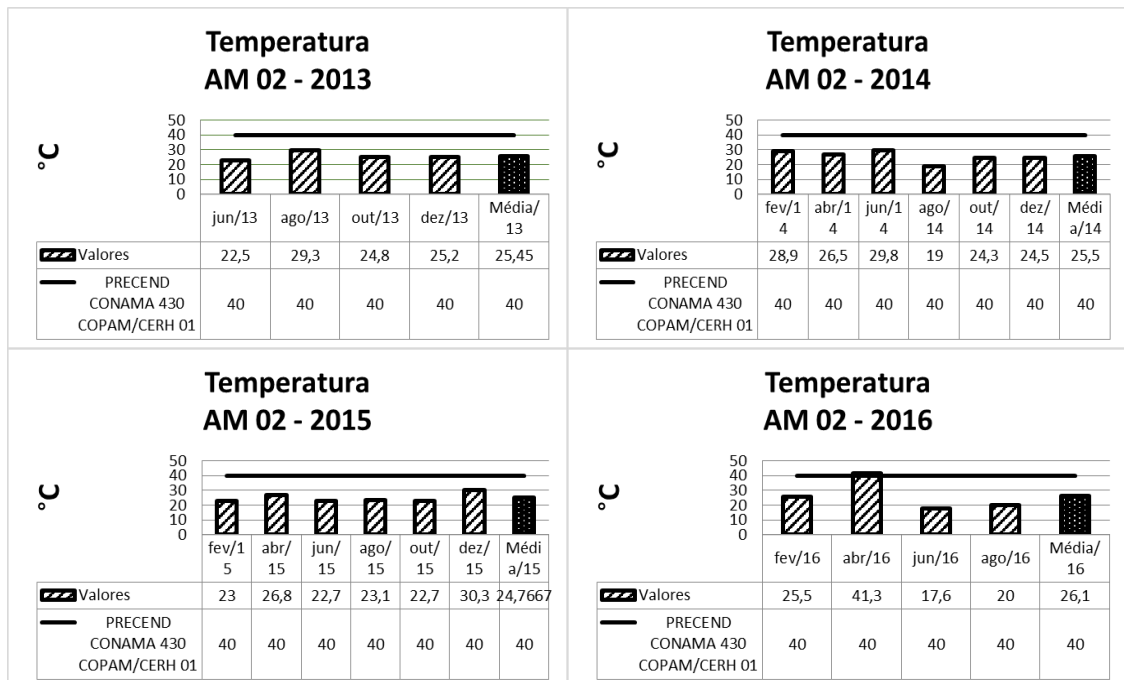 Temperatura
AM 02 - 2013
°C
50
40
30
20
10
0
jun/13 ago/13 out/13 dez/13 Média/
13
Valores 22,5 29,3 24,8 25,2 25,45
PRECEND
CONAMA 430
COPAM/CERH 01
40 40 40 40 40
Temperatura
AM 02 - 2014
°C
50
40
30
20
10
0
fev/1 abr/1 jun/1 ago/ out/ dez/ Médi
4 4 4 14 14 14 a/14
Valores 28,9 26,5 29,8 19 24,3 24,5 25,5
PRECEND
CONAMA 430
COPAM/CERH 01
40 40 40 40 40 40 40
Temperatura
AM 02 - 2015
°C
50
40
30
20
10
0
fev/1 abr/ jun/ ago/ out/ dez/ Médi
5 15 15 15 15 15 a/15
Valores 23 26,8 22,7 23,1 22,7 30,3 24,7667
PRECEND
CONAMA 430
COPAM/CERH 01
40 40 40 40 40 40 40
Temperatura
AM 02 - 2016
°C
50
40
30
20
10
0
fev/16 abr/16 jun/16 ago/16 Média/
16
Valores 25,5 41,3 17,6 20 26,1
PRECEND
CONAMA 430
COPAM/CERH 01
40 40 40 40 40